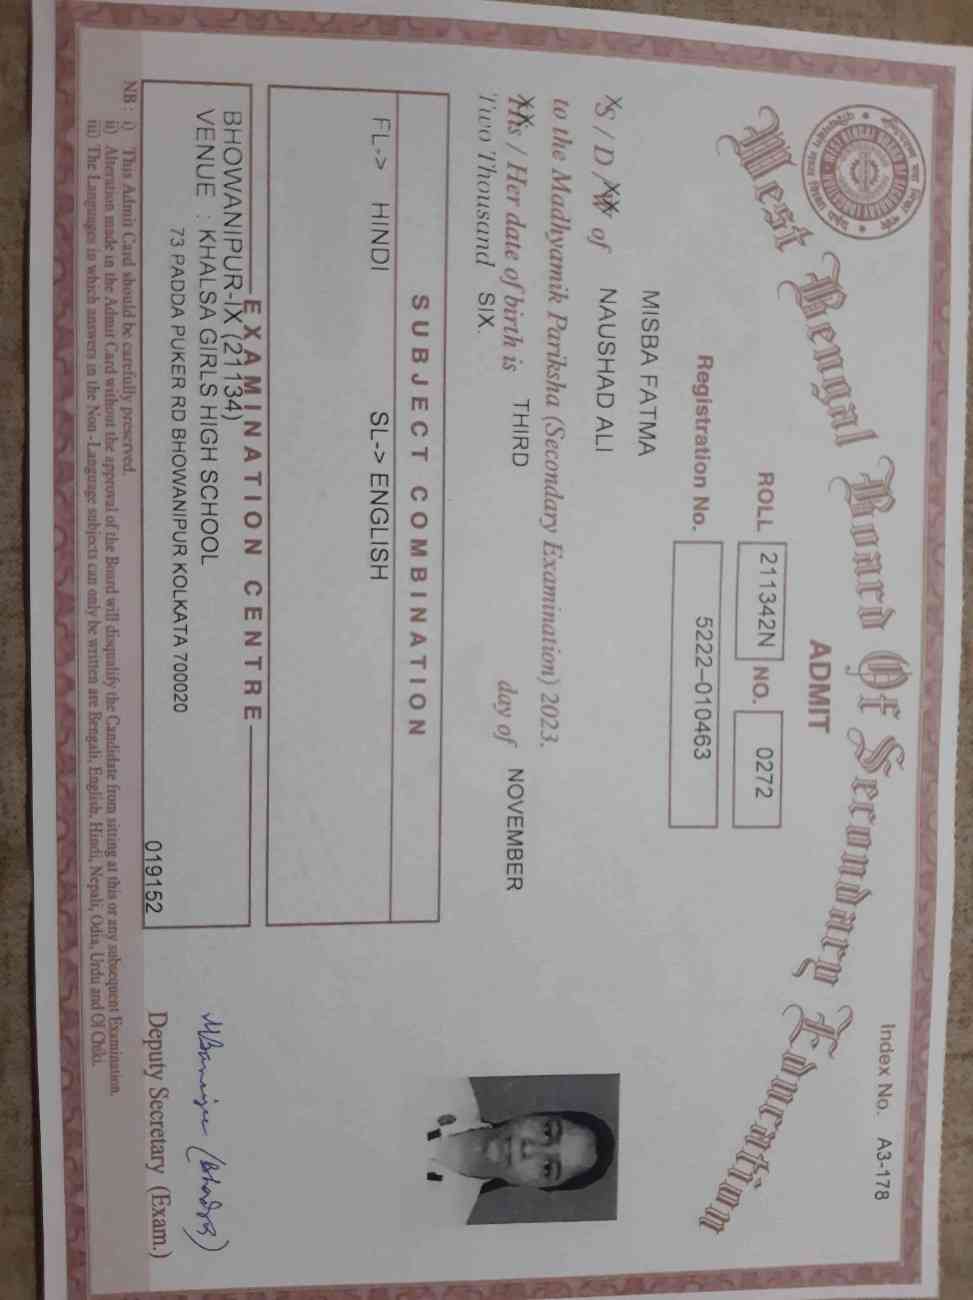 Index No. A3-178
West Bengal Board Of Secondary Education
ADMIT
ROLL 211342N NO. 0272
Registration No. 5222-010463
MISBA FATMA
S / D / W of NAUSHAD ALI
to the Madhyamik Pariksha (Secondary Examination) 2023.
His / Her date of birth is THIRD day of NOVEMBER
Two Thousand SIX.
SUBJECT COMBINATION
FL-> HINDI SL-> ENGLISH
EXAMINATION CENTRE
BHOWANIPUR-IX (21134)
VENUE : KHALSA GIRLS HIGH SCHOOL
73 PADDA PUKER RD BHOWANIPUR KOLKATA 700020
019152
Deputy Secretary (Exam.)
NB : i) This Admit Card should be carefully preserved.
ii) Alteration made in the Admit Card without the approval of the Board will disqualify the Candidate from sitting at this or any subsequent Examination.
iii) The Languages in which answers in the Non-Language subjects can only be written are Bengali, English, Hindi, Nepali, Odia, Urdu and Ol Chiki.